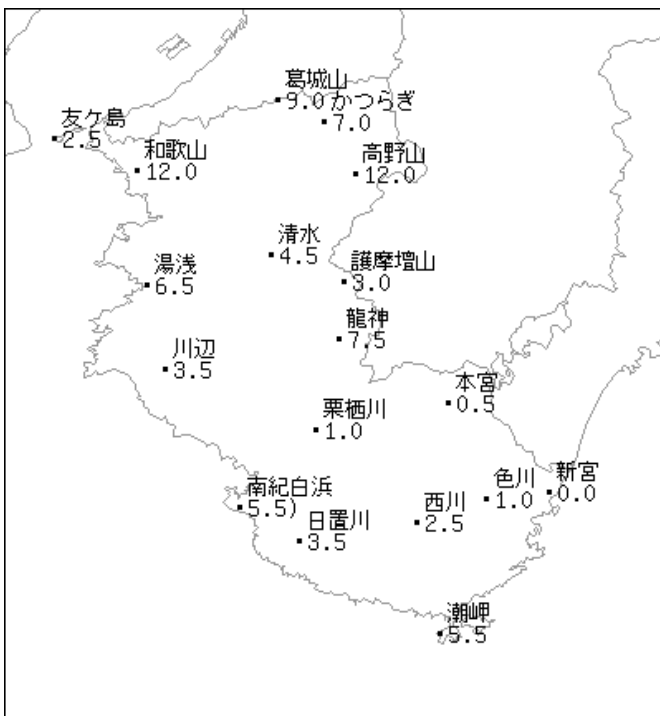 葛城山
9.0
かつらぎ
7.0
友ケ島
2.5
和歌山
12.0
高野山
12.0
清水
4.5
湯浅
6.5
護摩壇山
3.0
龍神
7.5
川辺
3.5
本宮
0.5
栗栖川
1.0
南紀白浜
5.5)
日置川
3.5
西川
2.5
色川
1.0
新宮
0.0
潮岬
5.5